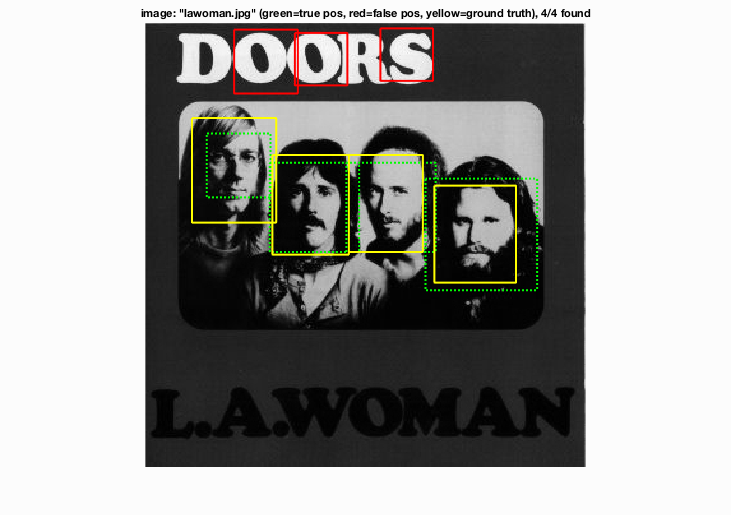 image: "lawoman.jpg" (green=true pos, red=false pos, yellow=ground truth), 4/4 found
DOORS
L.A.WOMAN